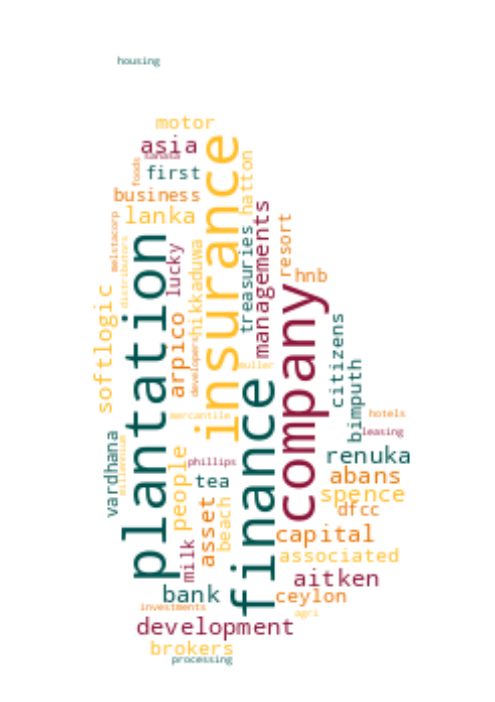 housing
motor
asia
sanasa
foods
first
business
lanka
insurance
hatton
melstacorp
distributors
plantation
lucky
hikkaduwa
treasuries
managements
resort
hnb
softlogic
arpico
developers
company
citizens
bimputh
muller
finance
mercantile
hotels
leasing
vardhana
millennium
people
phillips
renuka
tea
abans
asset
beach
spence
dfcc
milk
capital
associated
aitken
bank
ceylon
investments
agri
development
brokers
processing